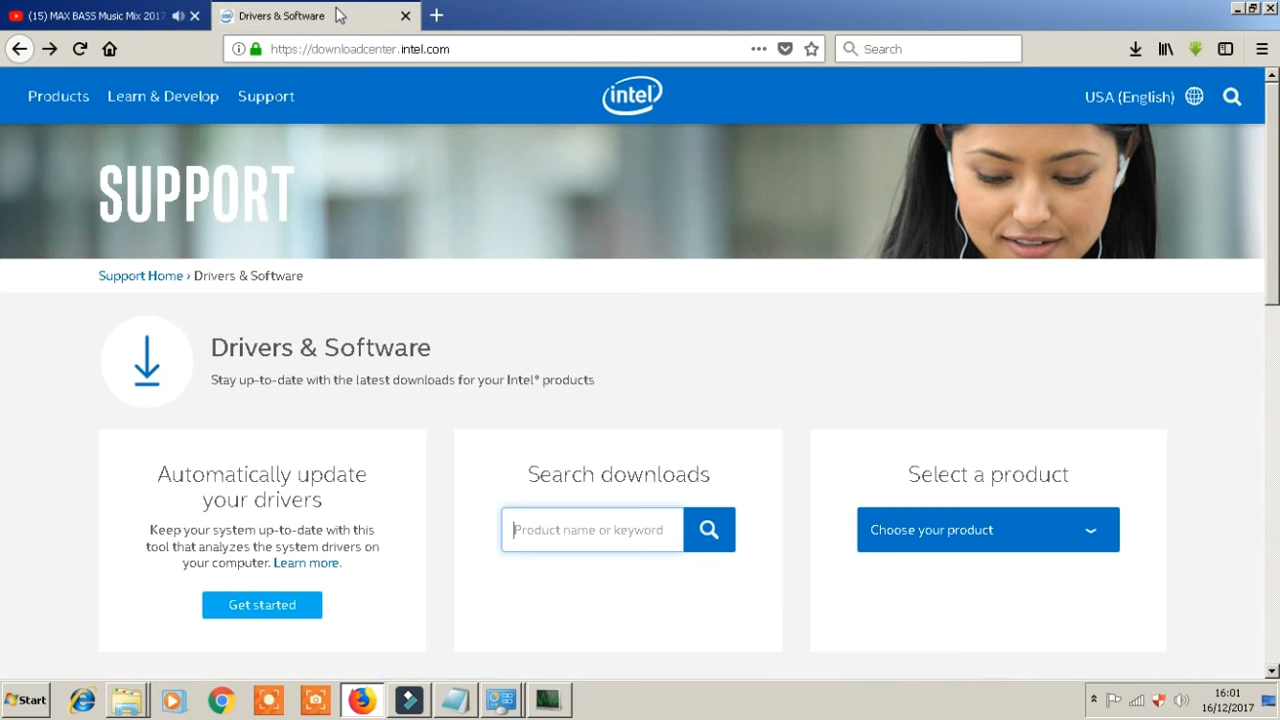 (15) MAX BASS Music Mix 2017
Drivers & Software
https://downloadcenter.intel.com
Search
Products
Learn & Develop
Support
intel
USA (English)
SUPPORT
Support Home › Drivers & Software
Drivers & Software
Stay up-to-date with the latest downloads for your Intel® products
Automatically update
your drivers
Keep your system up-to-date with this
tool that analyzes the system drivers on
your computer. Learn more.
Get started
Search downloads
Product name or keyword
Select a product
Choose your product
Start
16:01
16/12/2017